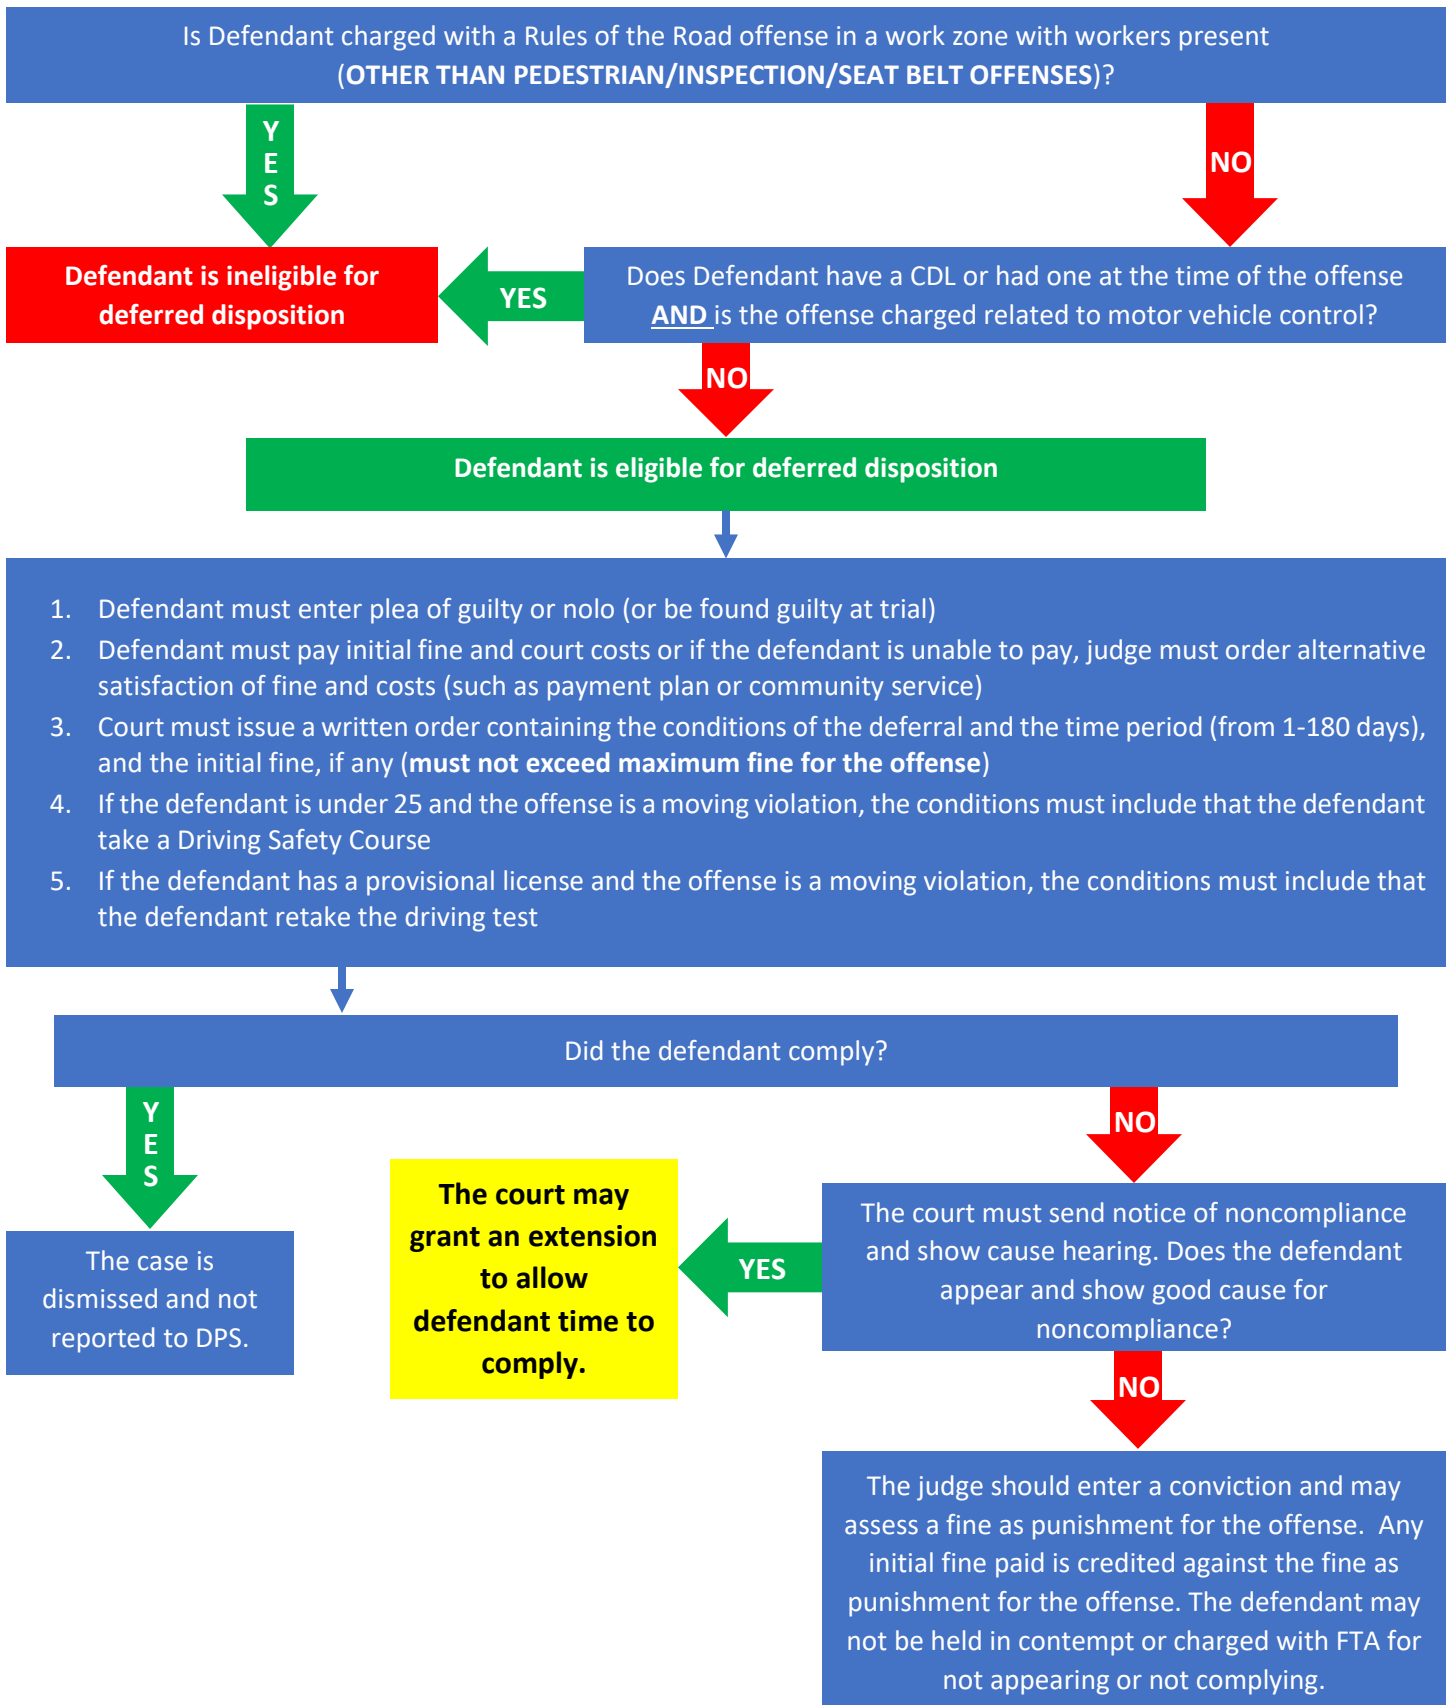 Is Defendant charged with a Rules of the Road offense in a work zone with workers present
(OTHER THAN PEDESTRIAN/INSPECTION/SEAT BELT OFFENSES)?
YES
NO
Defendant is ineligible for
deferred disposition
YES
Does Defendant have a CDL or had one at the time of the offense
AND is the offense charged related to motor vehicle control?
NO
Defendant is eligible for deferred disposition
1. Defendant must enter plea of guilty or nolo (or be found guilty at trial)
2. Defendant must pay initial fine and court costs or if the defendant is unable to pay, judge must order alternative
satisfaction of fine and costs (such as payment plan or community service)
3. Court must issue a written order containing the conditions of the deferral and the time period (from 1-180 days),
and the initial fine, if any (must not exceed maximum fine for the offense)
4. If the defendant is under 25 and the offense is a moving violation, the conditions must include that the defendant
take a Driving Safety Course
5. If the defendant has a provisional license and the offense is a moving violation, the conditions must include that
the defendant retake the driving test
Did the defendant comply?
YES
NO
The case is
dismissed and not
reported to DPS.
The court may
grant an extension
to allow
defendant time to
comply.
YES
The court must send notice of noncompliance
and show cause hearing. Does the defendant
appear and show good cause for
noncompliance?
NO
The judge should enter a conviction and may
assess a fine as punishment for the offense. Any
initial fine paid is credited against the fine as
punishment for the offense. The defendant may
not be held in contempt or charged with FTA for
not appearing or not complying.